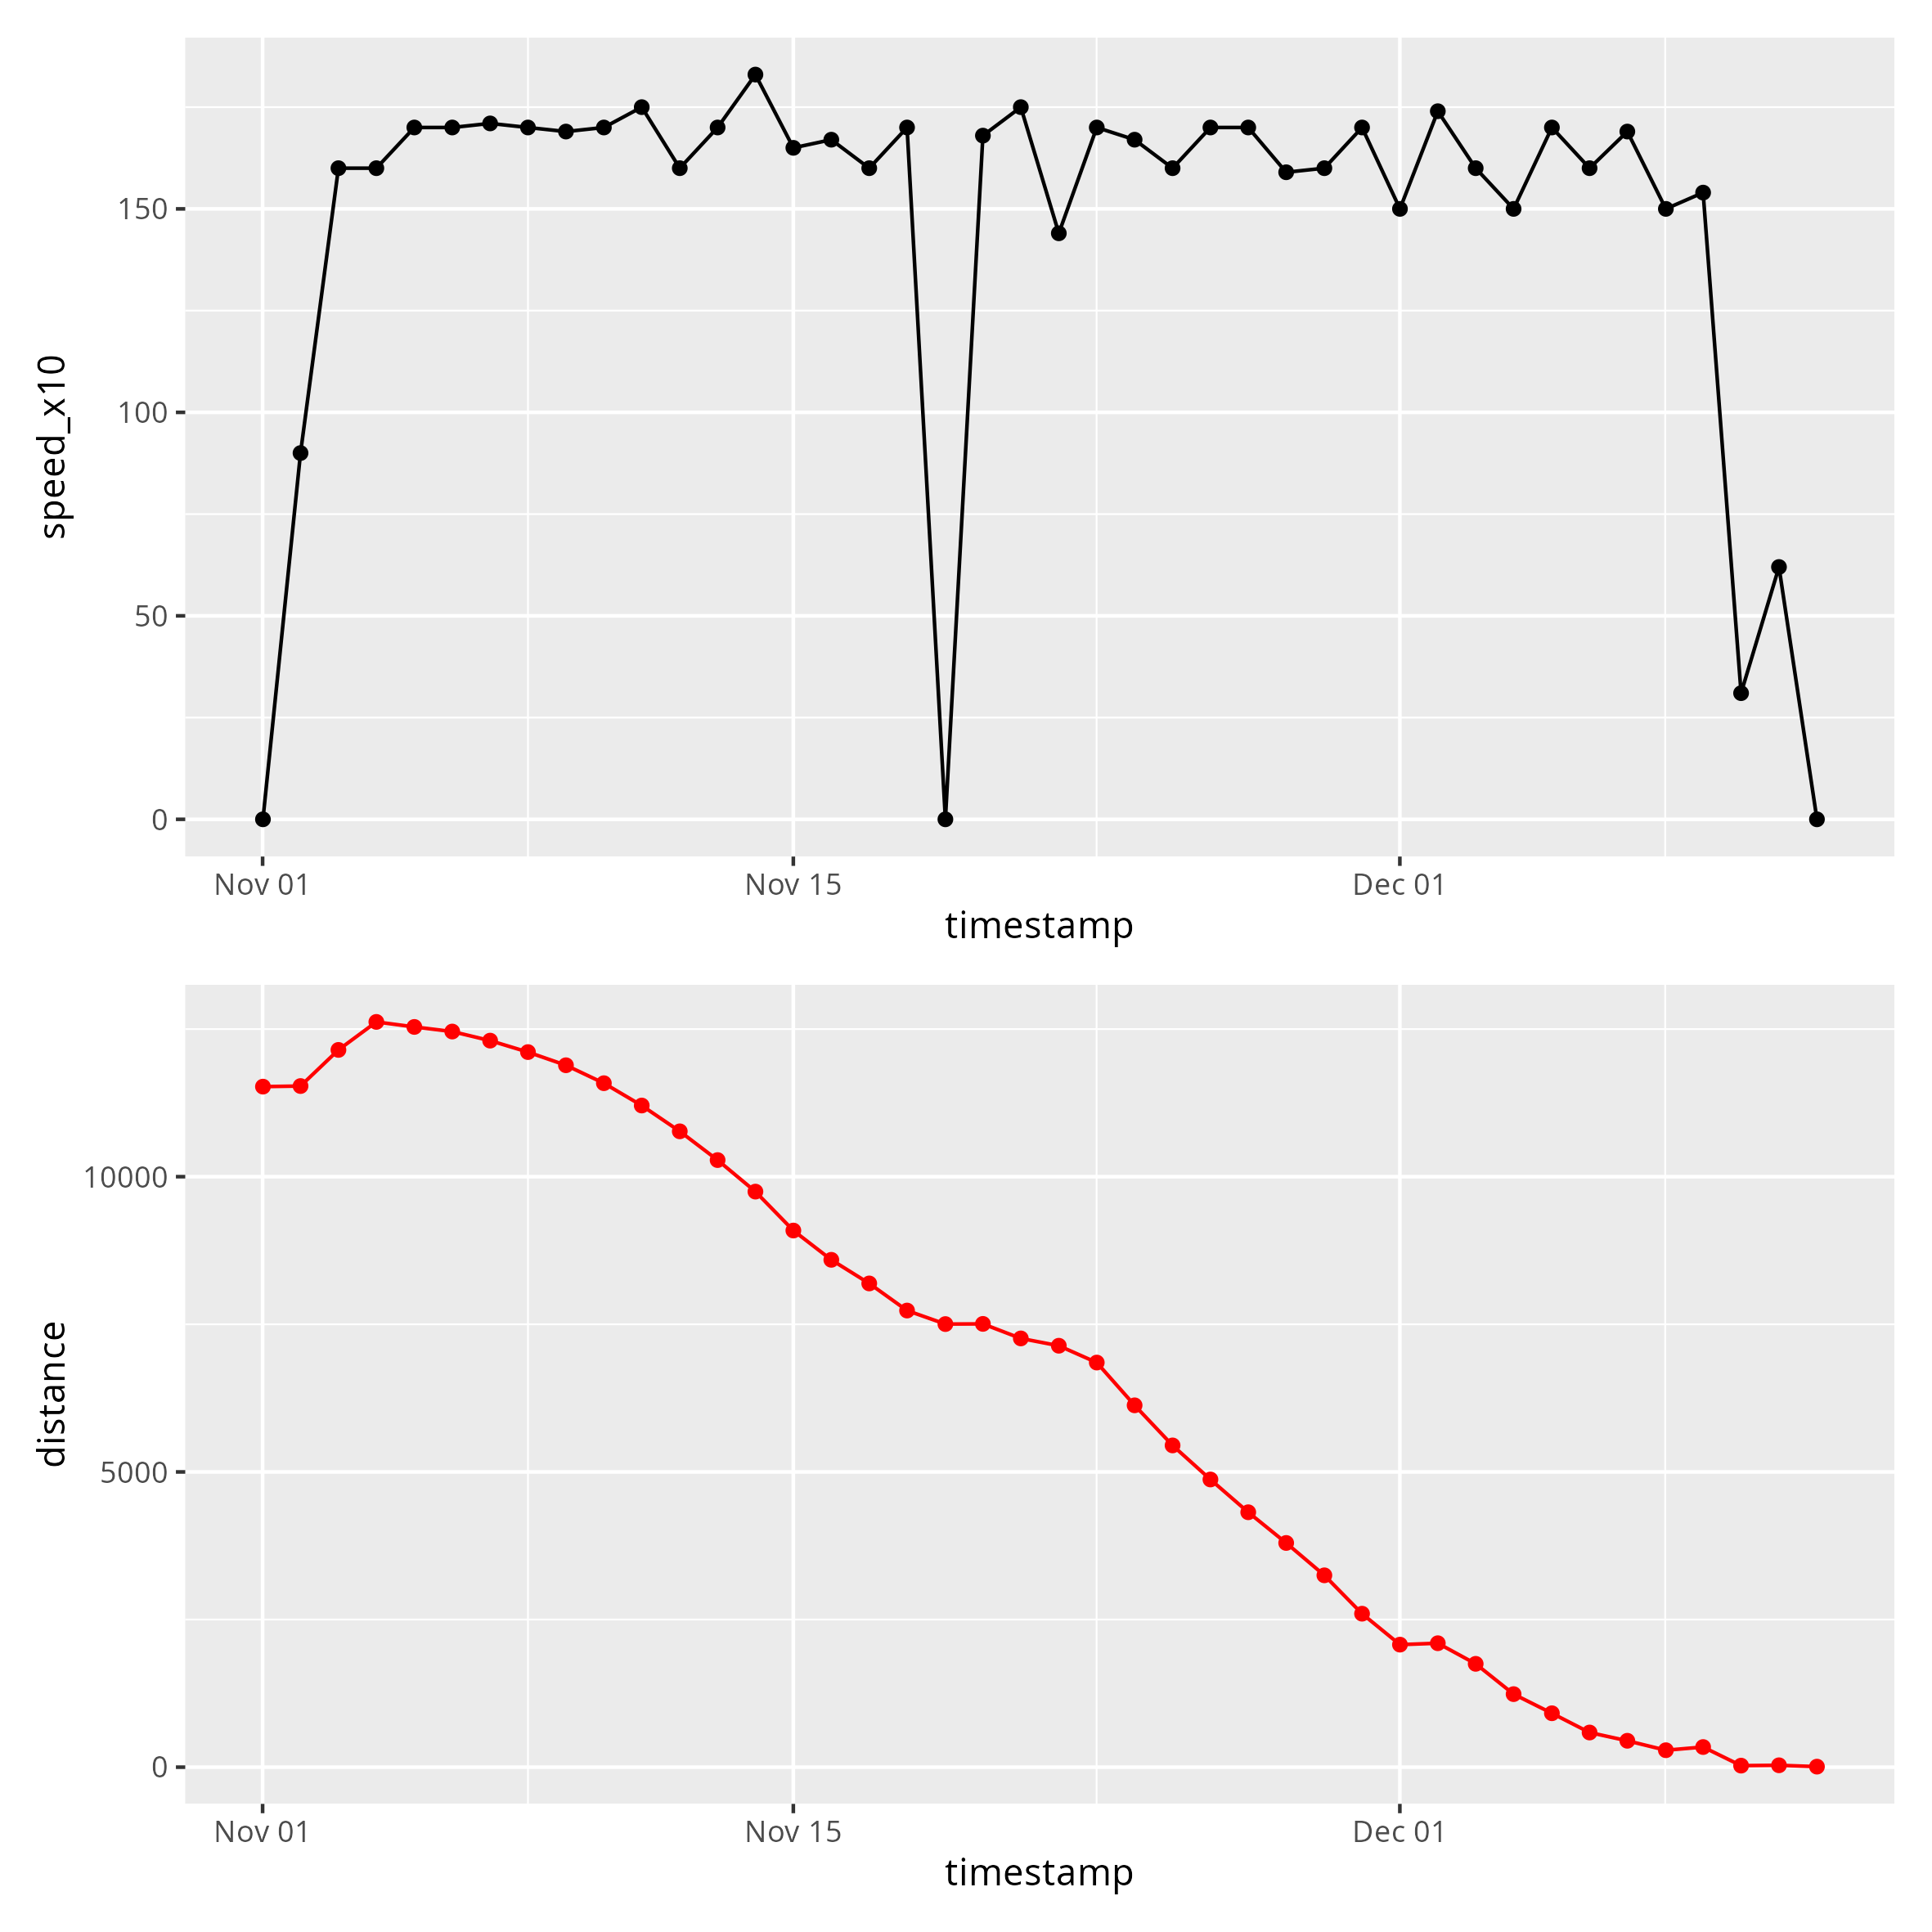 speed_x10
150
100
50
0
Nov 01
Nov 15
Dec 01
timestamp
distance
10000
5000
0
Nov 01
Nov 15
Dec 01
timestamp